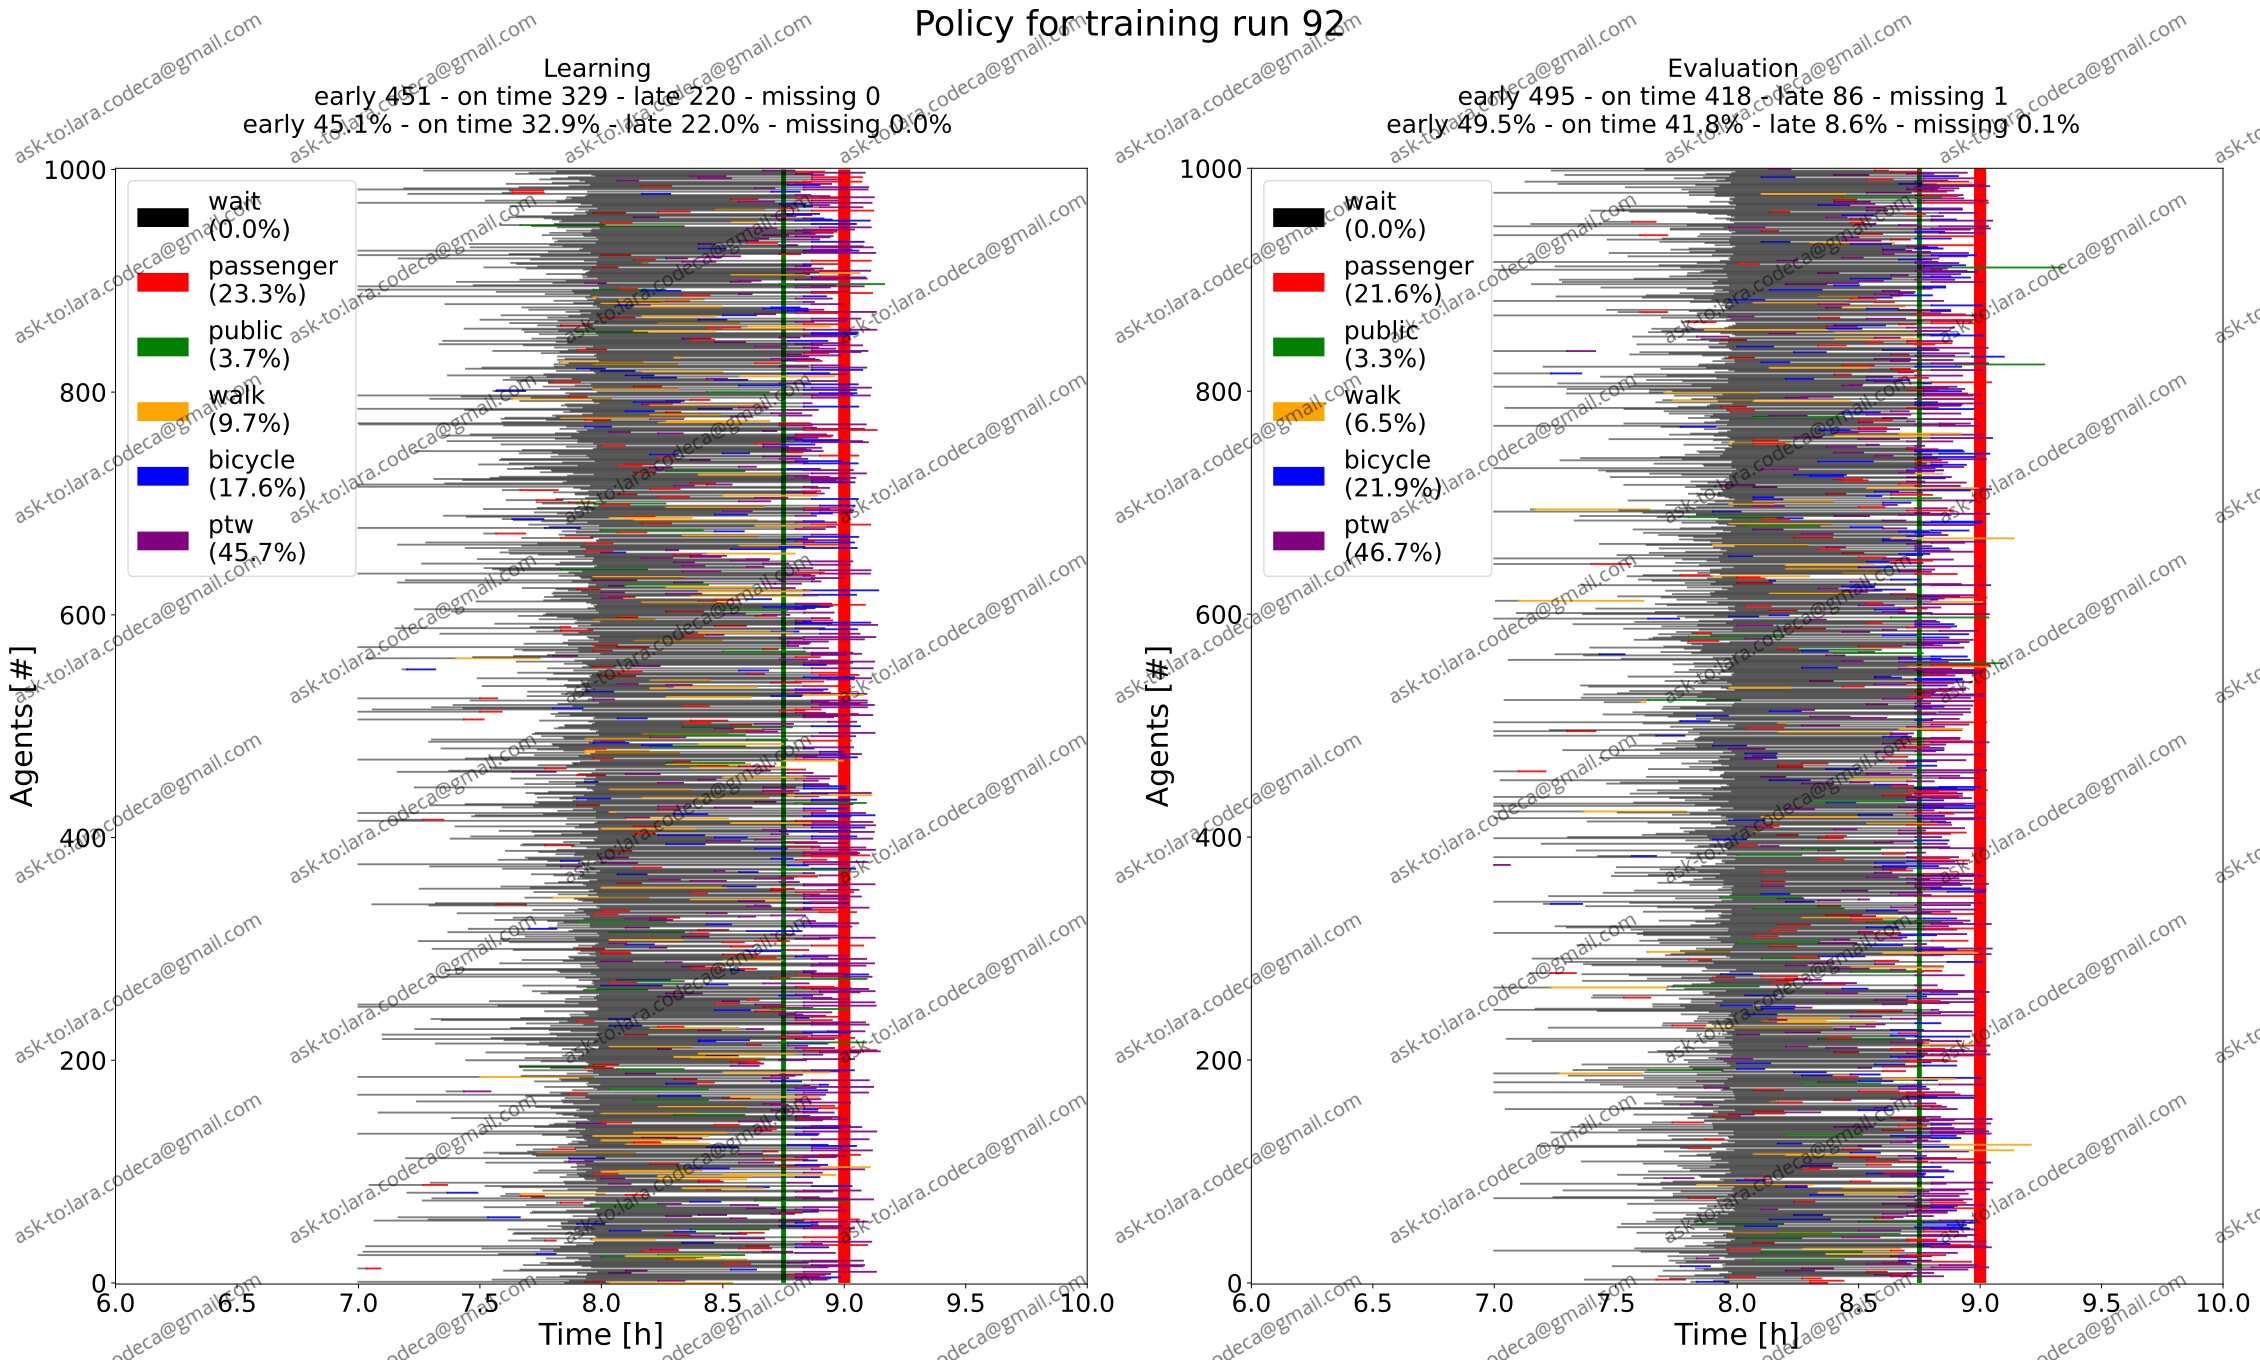 Policy for training run 92
Learning
early 451 - on time 329 - late 220 - missing 0
early 45.1% - on time 32.9% - late 22.0% - missing 0.0%
Agents [#]
1000
800
600
400
200
0
wait
(0.0%)
passenger
(23.3%)
public
(3.7%)
walk
(9.7%)
bicycle
(17.6%)
ptw
(45.7%)
6.0 6.5 7.0 7.5 8.0 8.5 9.0 9.5 10.0
Time [h]
Evaluation
early 495 - on time 418 - late 86 - missing 1
early 49.5% - on time 41.8% - late 8.6% - missing 0.1%
Agents [#]
1000
800
600
400
200
0
wait
(0.0%)
passenger
(21.6%)
public
(3.3%)
walk
(6.5%)
bicycle
(21.9%)
ptw
(46.7%)
6.0 6.5 7.0 7.5 8.0 8.5 9.0 9.5 10.0
Time [h]
ask-to:lara.codeca@gmail.com